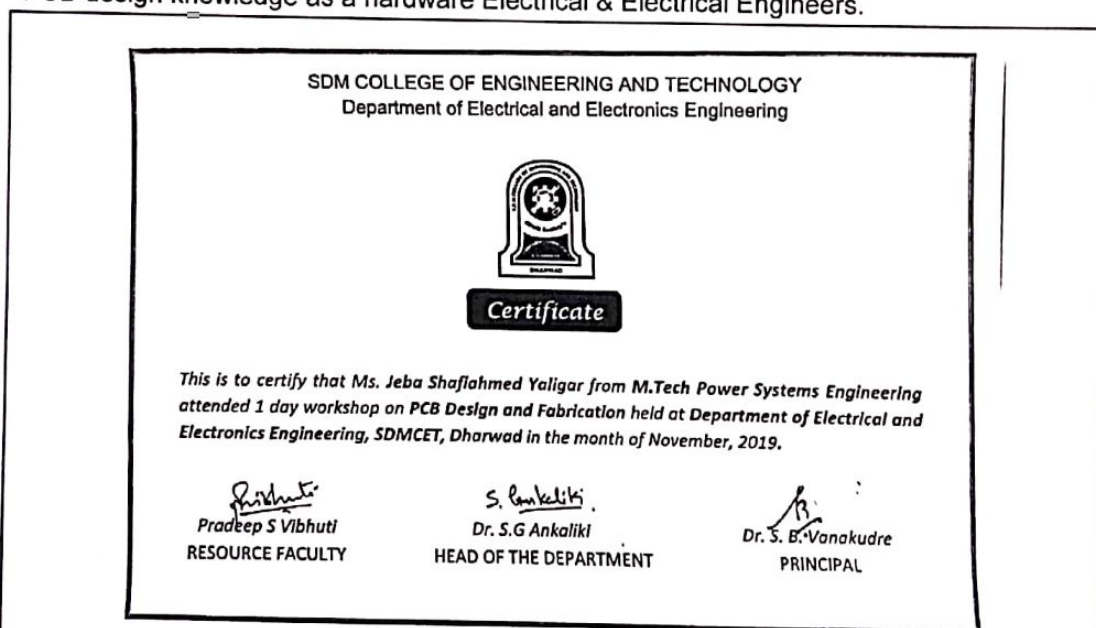 PCB design knowledge as a hardware Electrical & Electrical Engineers.
SDM COLLEGE OF ENGINEERING AND TECHNOLOGY
Department of Electrical and Electronics Engineering
DHARWAD
Certificate
This is to certify that Ms. Jeba Shafiahmed Yaligar from M.Tech Power Systems Engineering
attended 1 day workshop on PCB Design and Fabrication held at Department of Electrical and
Electronics Engineering, SDMCET, Dharwad in the month of November, 2019.
S. Ankaliki
Pradeep S Vibhuti
Dr. S.G Ankaliki
Dr. S. B. Vanakudre
RESOURCE FACULTY
HEAD OF THE DEPARTMENT
PRINCIPAL